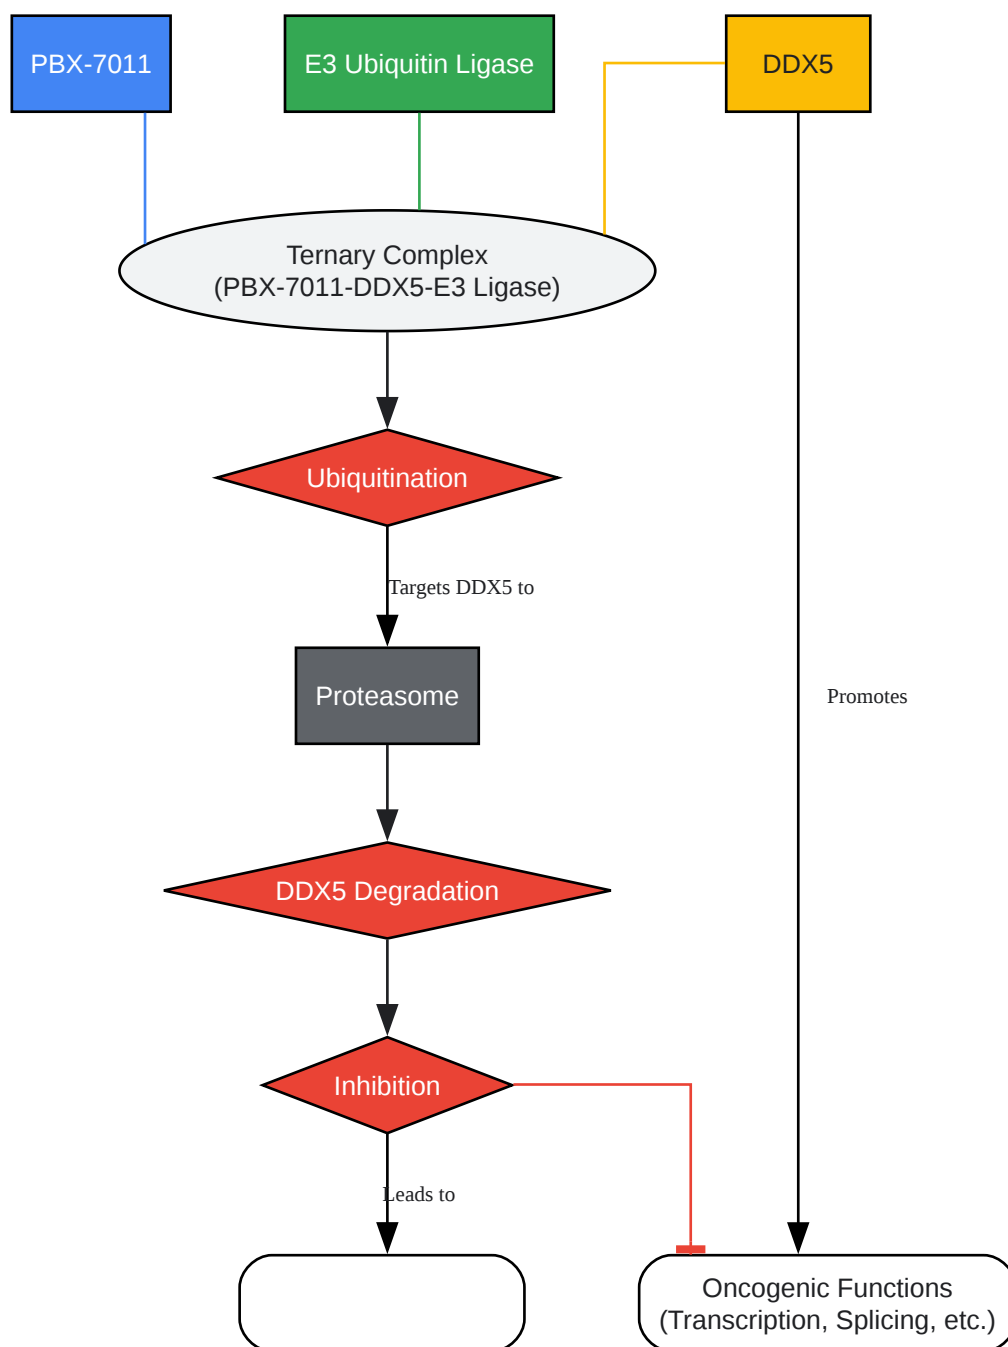 PBX-7011
E3 Ubiquitin Ligase
DDX5
Ternary Complex
(PBX-7011-DDX5-E3 Ligase)
Ubiquitination
Targets DDX5 to
Proteasome
Promotes
DDX5 Degradation
Inhibition
Leads to
Oncogenic Functions
(Transcription, Splicing, etc.)